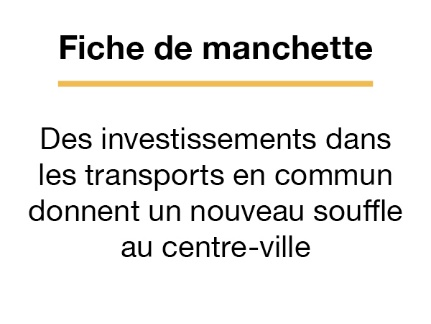 Fiche de manchette
Des investissements dans
les transports en commun
donnent un nouveau souffle
au centre-ville